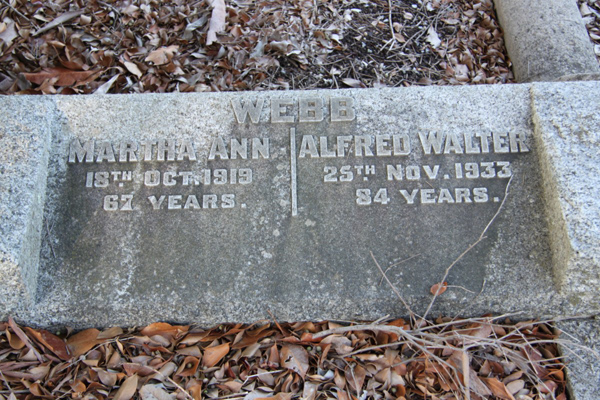 WEBB
MARTHA ANN
18TH OCT. 1919
67 YEARS.
ALFRED WALTER
25TH NOV. 1933
84 YEARS.